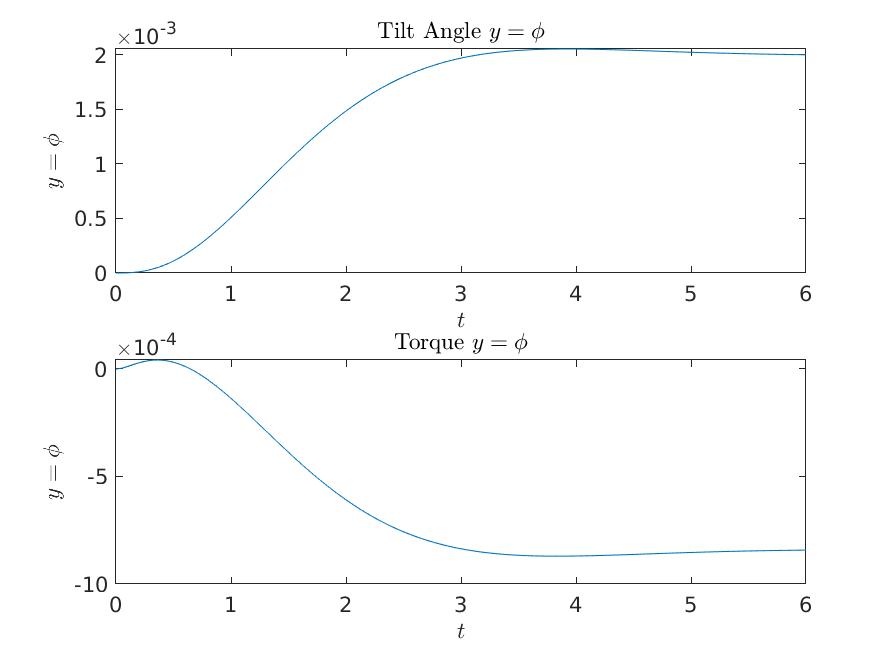 Tilt Angle y = ϕ
×10^-3
2
1.5
1
0.5
0
y = ϕ
0 1 2 3 4 5 6
t
Torque y = ϕ
×10^-4
0
-5
-10
y = ϕ
0 1 2 3 4 5 6
t